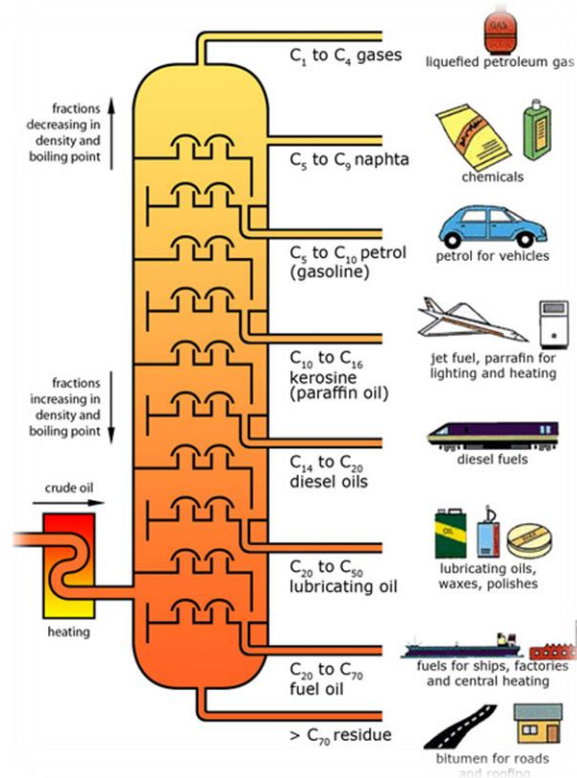 C₁ to C₄ gases
GAS
liquefied petroleum gas
fractions
decreasing in
density and
boiling point
C₅ to C₉ naphta
chemicals
C₅ to C₁₀ petrol
(gasoline)
petrol for vehicles
C₁₀ to C₁₆
kerosine
(paraffin oil)
jet fuel, parrafin for
lighting and heating
fractions
increasing in
density and
boiling point
C₁₄ to C₂₀
diesel oils
diesel fuels
crude oil
heating
C₂₀ to C₅₀
lubricating oil
OIL
lubricating oils,
waxes, polishes
C₂₀ to C₇₀
fuel oil
fuels for ships, factories
and central heating
> C₇₀ residue
bitumen for roads
and roofing